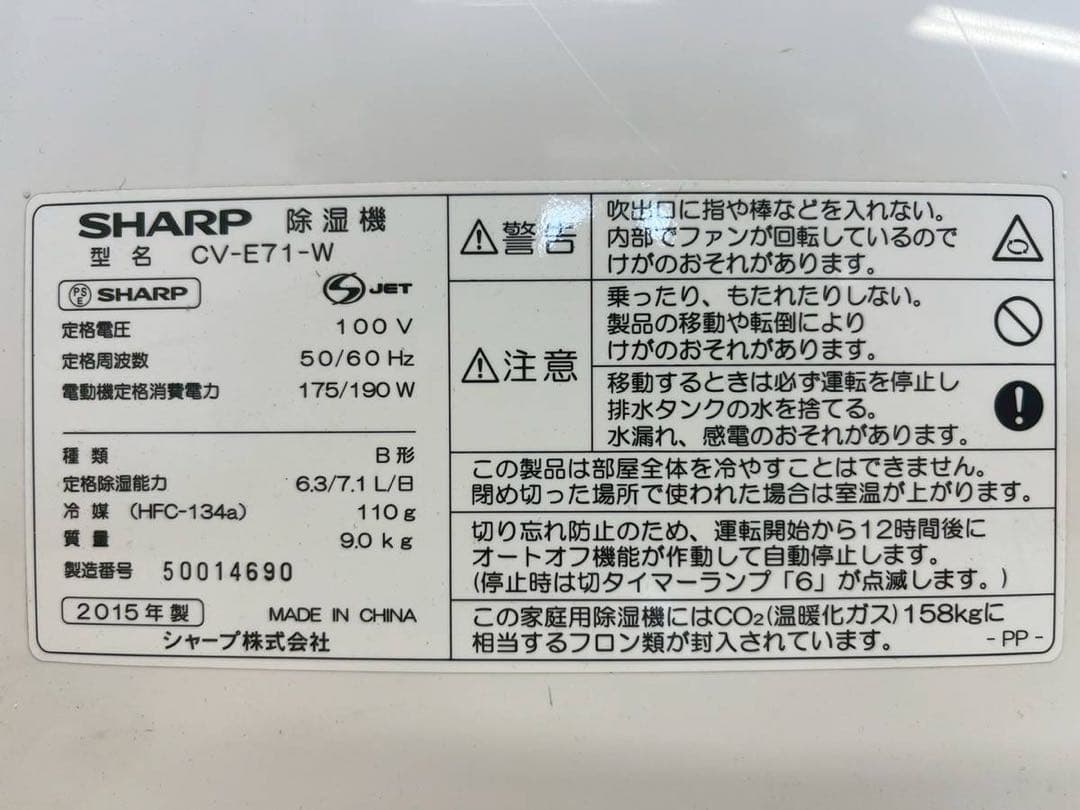 SHARP 除湿機
型名 CV-E71-W
PS E SHARP
S JET
定格電圧 100 V
定格周波数 50/60 Hz
電動機定格消費電力 175/190 W
種類 B形
定格除湿能力 6.3/7.1 L/日
冷媒 (HFC-134a) 110 g
質量 9.0 kg
製造番号 50014690
2015年製 MADE IN CHINA
シャープ株式会社
警告
吹出口に指や棒などを入れない。
内部でファンが回転しているので
けがのおそれがあります。
注意
乗ったり、もたれたりしない。
製品の移動や転倒により
けがのおそれがあります。
移動するときは必ず運転を停止し
排水タンクの水を捨てる。
水漏れ、感電のおそれがあります。
この製品は部屋全体を冷やすことはできません。
閉め切った場所で使われた場合は室温が上がります。
切り忘れ防止のため、運転開始から12時間後に
オートオフ機能が作動して自動停止します。
(停止時は切タイマーランプ「6」が点滅します。)
この家庭用除湿機にはCO₂(温暖化ガス)158kgに
相当するフロン類が封入されています。
- PP -